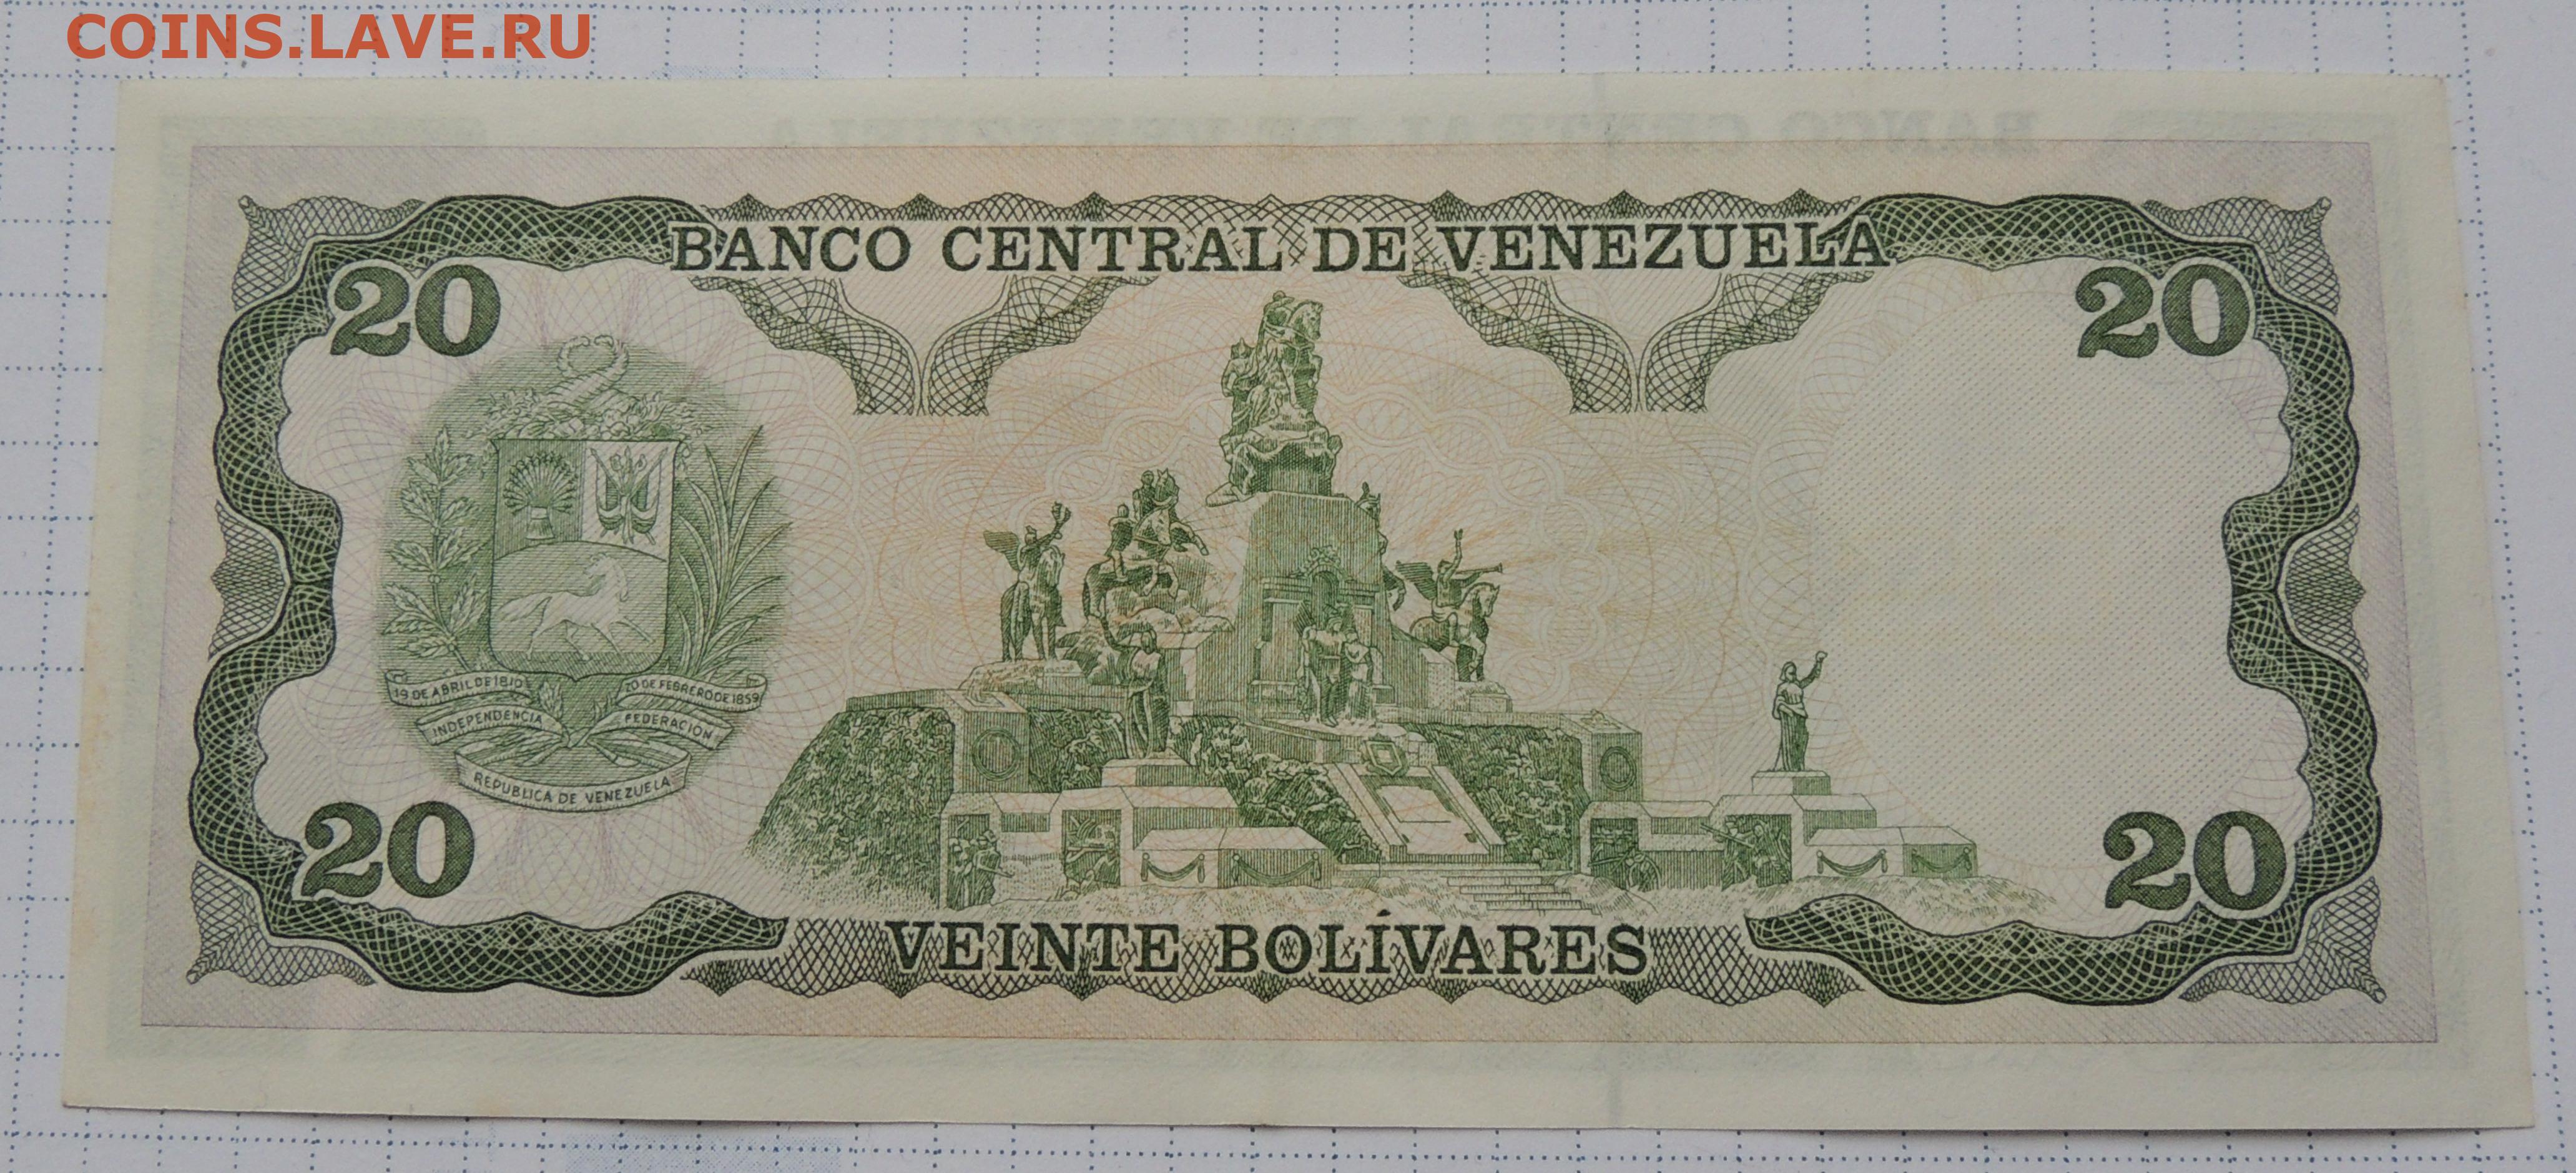 COINS.LAVE.RU
BANCO CENTRAL DE VENEZUELA
20
20
19 DE ABRIL DE 1810
20 DE FEBRERO DE 1859
INDEPENDENCIA
FEDERACION
REPUBLICA DE VENEZUELA
20
20
VEINTE BOLÍVARES